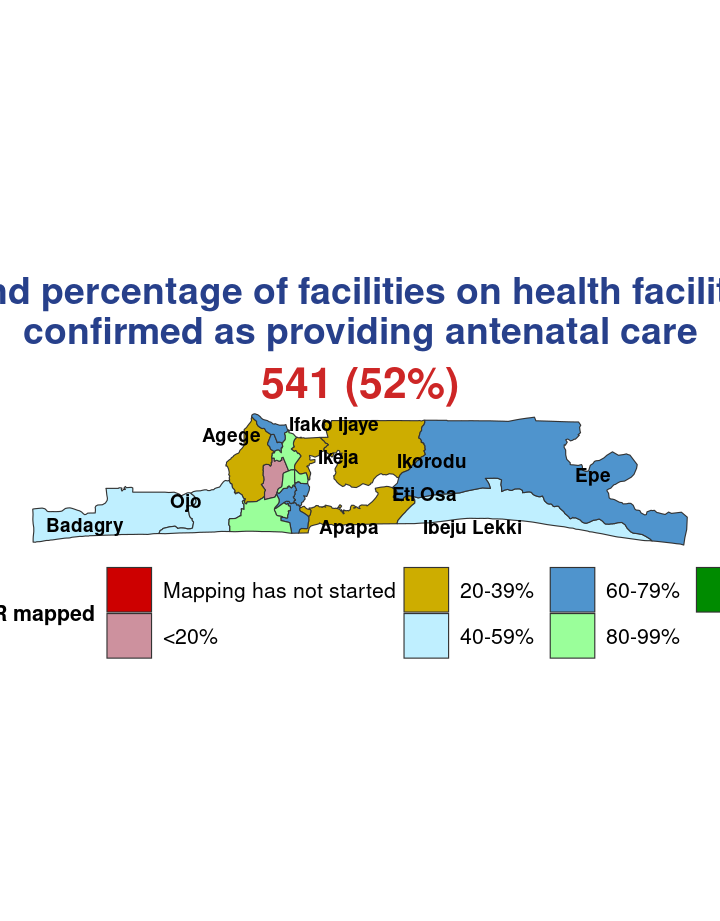 nd percentage of facilities on health facilit
confirmed as providing antenatal care
541 (52%)
Ifako Ijaye
Agege
Ikeja
Ikorodu
Epe
Eti Osa
Ojo
Badagry
Apapa
Ibeju Lekki
Mapping has not started
20-39%
60-79%
R mapped
<20%
40-59%
80-99%